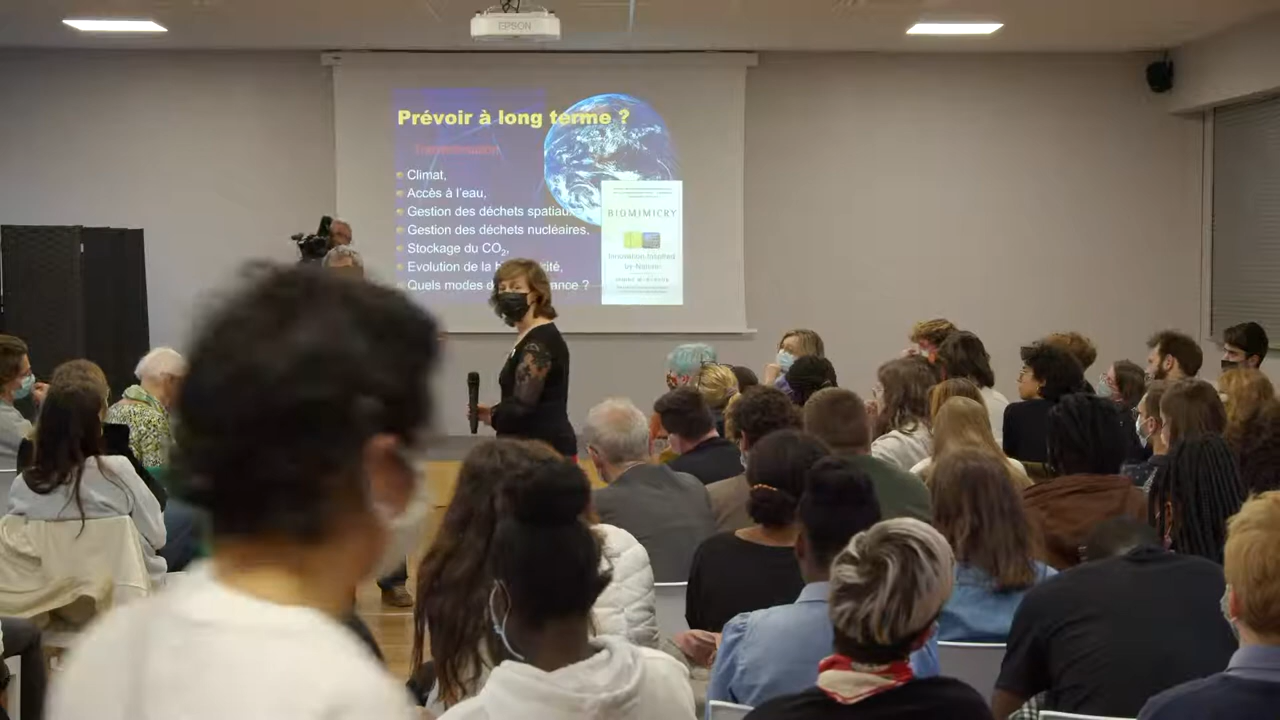 EPSON
Prévoir à long terme ?
Climat,
Accès à l'eau,
Gestion des déchets spatiaux
Gestion des déchets nucléaires,
Stockage du CO₂,
Evolution de la
Quels modes
BIOMIMICRY
Innovation Inspired
by Nature